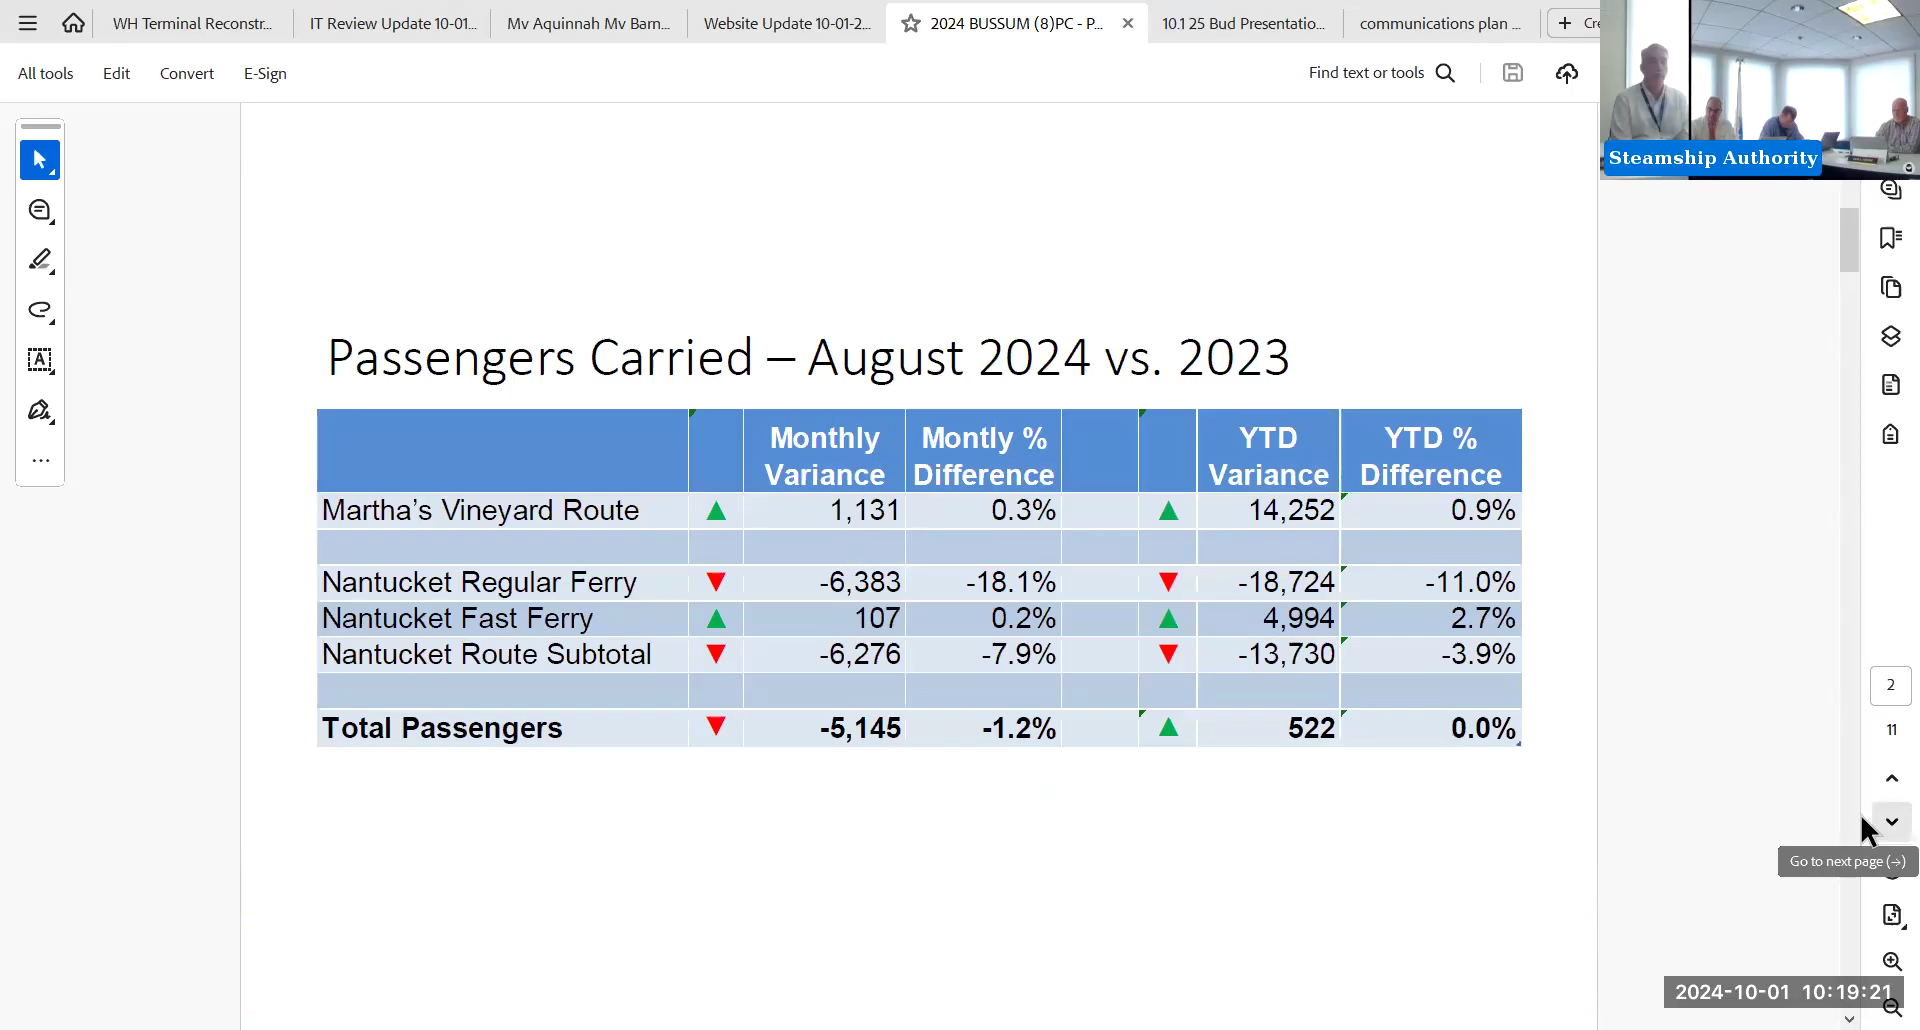 WH Terminal Reconstr...
IT Review Update 10-01...
Mv Aquinnah Mv Barn...
Website Update 10-01-2...
2024 BUSSUM (8)PC - P...
10.1 25 Bud Presentatio...
communications plan ...
All tools
Edit
Convert
E-Sign
Find text or tools
Steamship Authority
Passengers Carried – August 2024 vs. 2023
Monthly Variance Montly % Difference YTD Variance YTD % Difference
Martha's Vineyard Route ▲ 1,131 0.3% ▲ 14,252 0.9%
Nantucket Regular Ferry ▼ -6,383 -18.1% ▼ -18,724 -11.0%
Nantucket Fast Ferry ▲ 107 0.2% ▲ 4,994 2.7%
Nantucket Route Subtotal ▼ -6,276 -7.9% ▼ -13,730 -3.9%
Total Passengers ▼ -5,145 -1.2% ▲ 522 0.0%
2
11
Go to next page (→)
2024-10-01 10:19:21